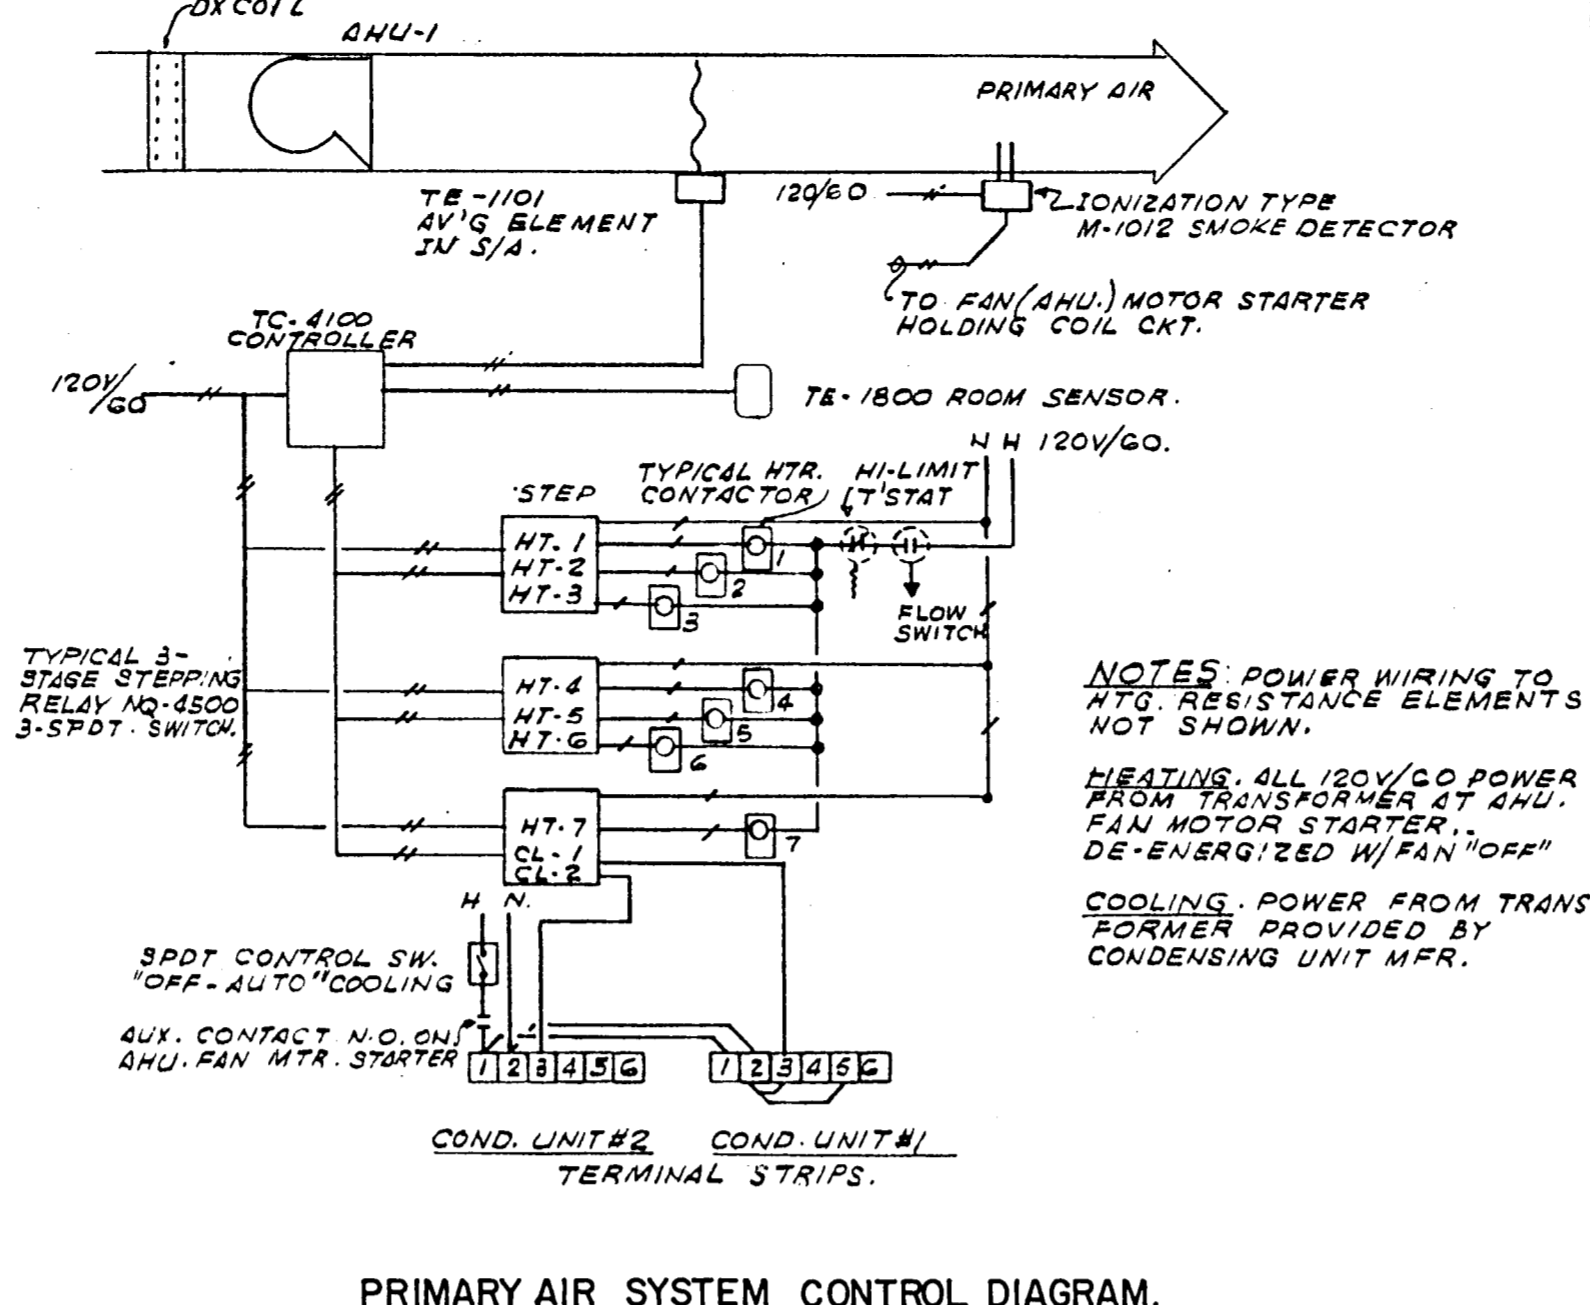 DX COIL
AHU-1
PRIMARY AIR
TE-1101
AV'G ELEMENT
IN S/A.
120/60
IONIZATION TYPE
M-1012 SMOKE DETECTOR
TO FAN (AHU.) MOTOR STARTER
HOLDING COIL CKT.
TC-4100
CONTROLLER
120V/
60
TE-1800 ROOM SENSOR.
N H 120V/60.
STEP
TYPICAL HTR.
CONTACTOR
HI-LIMIT
T'STAT
HT. 1
HT-2
HT-3
1
2
3
FLOW
SWITCH
TYPICAL 3-
STAGE STEPPING
RELAY NQ-4500
3-SPDT. SWITCH.
HT-4
HT-5
HT-6
4
5
6
HT-7
CL-1
CL-2
7
NOTES: POWER WIRING TO
HTG. RESISTANCE ELEMENTS
NOT SHOWN.
HEATING. ALL 120V/60 POWER
FROM TRANSFORMER AT AHU.
FAN MOTOR STARTER..
DE-ENERGIZED W/FAN "OFF"
COOLING. POWER FROM TRANS
FORMER PROVIDED BY
CONDENSING UNIT MFR.
H N.
SPDT CONTROL SW.
"OFF-AUTO" COOLING
AUX. CONTACT N.O. ON
AHU. FAN MTR. STARTER
1 2 3 4 5 6
1 2 3 4 5 6
COND. UNIT #2 COND. UNIT #1
TERMINAL STRIPS.
PRIMARY AIR SYSTEM CONTROL DIAGRAM.